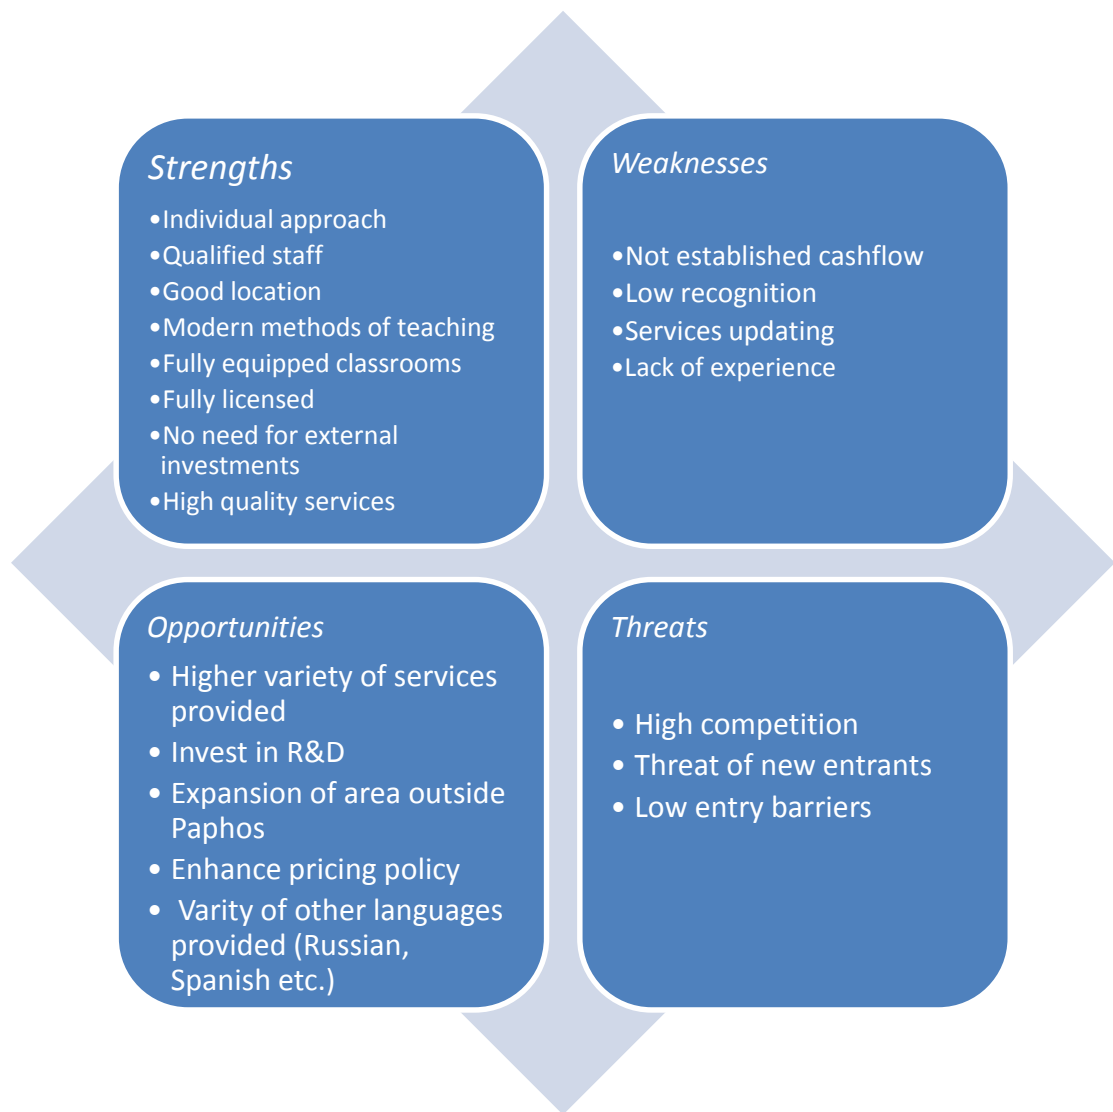 Strengths
•Individual approach
•Qualified staff
•Good location
•Modern methods of teaching
•Fully equipped classrooms
•Fully licensed
•No need for external
investments
•High quality services
Weaknesses
•Not established cashflow
•Low recognition
•Services updating
•Lack of experience
Opportunities
• Higher variety of services
provided
• Invest in R&D
• Expansion of area outside
Paphos
• Enhance pricing policy
• Varity of other languages
provided (Russian,
Spanish etc.)
Threats
• High competition
• Threat of new entrants
• Low entry barriers